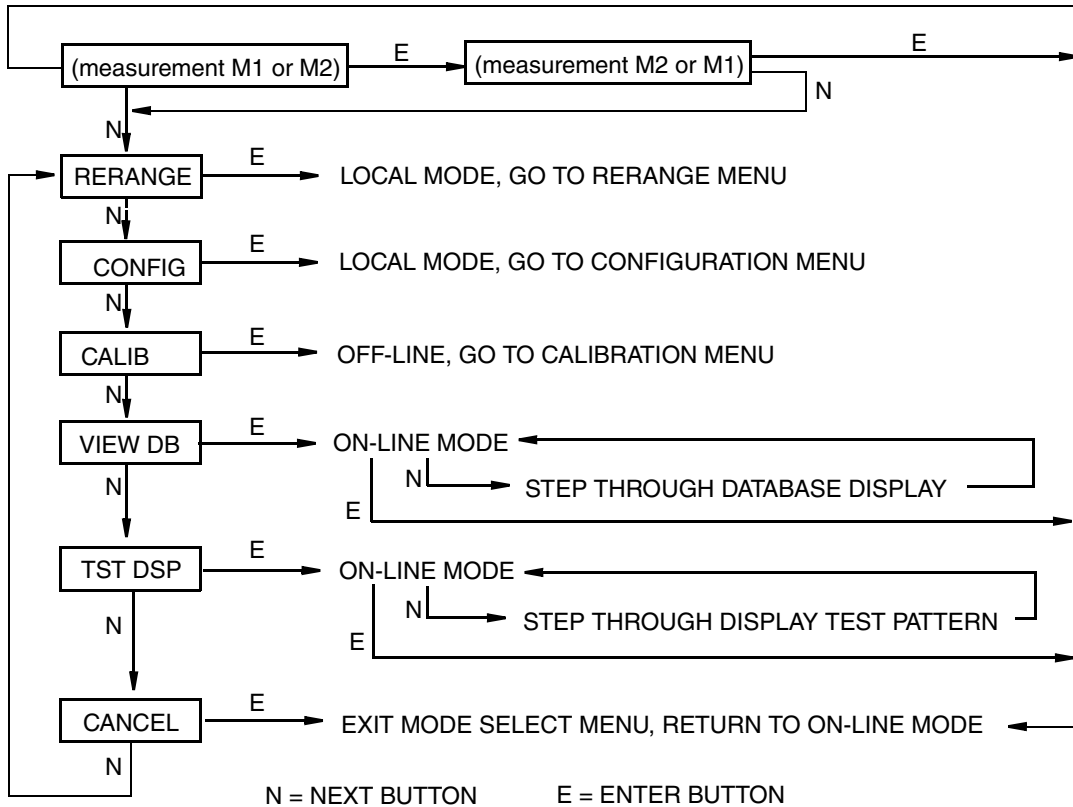 (measurement M1 or M2)
E
(measurement M2 or M1)
E
N
N
RERANGE
E
LOCAL MODE, GO TO RERANGE MENU
N
CONFIG
E
LOCAL MODE, GO TO CONFIGURATION MENU
N
CALIB
E
OFF-LINE, GO TO CALIBRATION MENU
N
VIEW DB
E
ON-LINE MODE
N
STEP THROUGH DATABASE DISPLAY
E
N
TST DSP
E
ON-LINE MODE
N
STEP THROUGH DISPLAY TEST PATTERN
E
N
CANCEL
E
EXIT MODE SELECT MENU, RETURN TO ON-LINE MODE
N
N = NEXT BUTTON
E = ENTER BUTTON